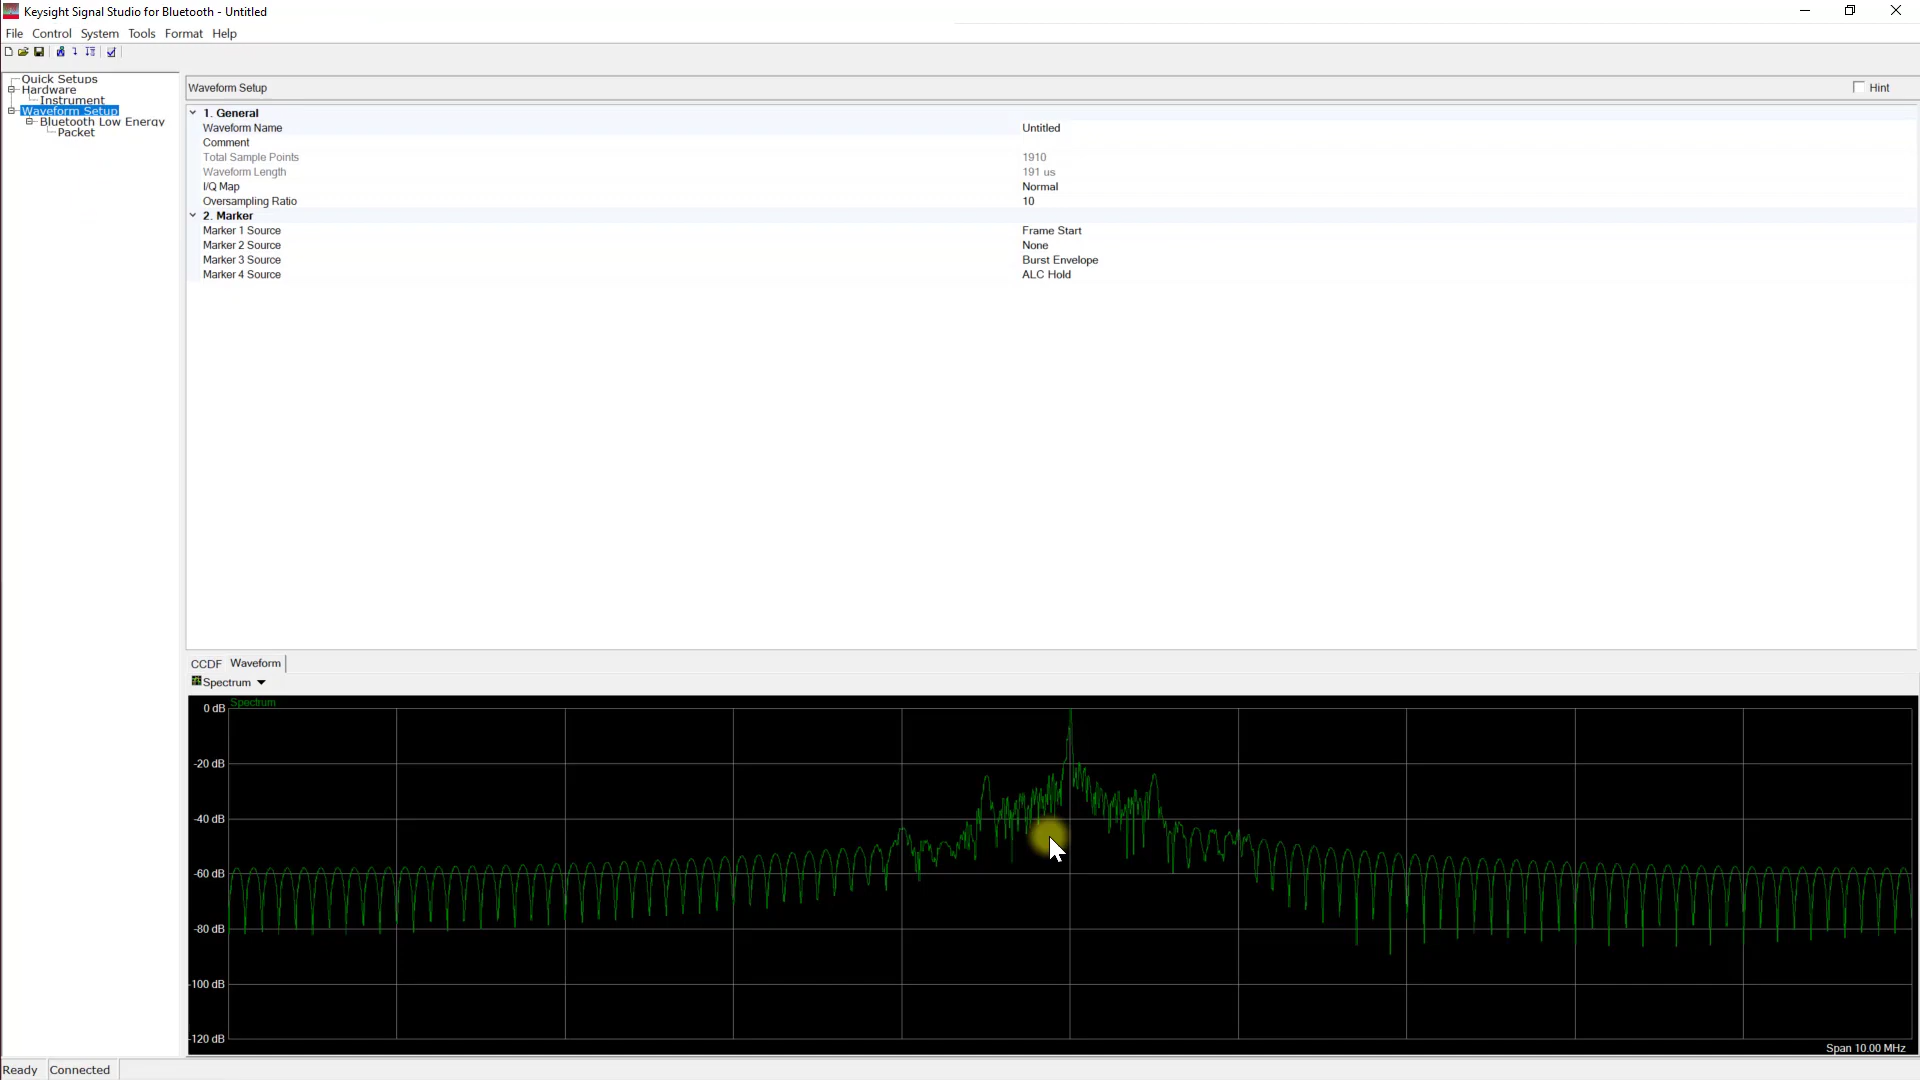 Keysight Signal Studio for Bluetooth - Untitled
File Control System Tools Format Help
Quick Setups
Hardware
Instrument
Waveform Setup
Bluetooth Low Energy
Packet
Waveform Setup
Hint
1. General
Waveform Name Untitled
Comment
Total Sample Points 1910
Waveform Length 191 us
I/Q Map Normal
Oversampling Ratio 10
2. Marker
Marker 1 Source Frame Start
Marker 2 Source None
Marker 3 Source Burst Envelope
Marker 4 Source ALC Hold
CCDF Waveform
Spectrum
Spectrum
0 dB
-20 dB
-40 dB
-60 dB
-80 dB
-100 dB
-120 dB
Span 10.00 MHz
Ready Connected